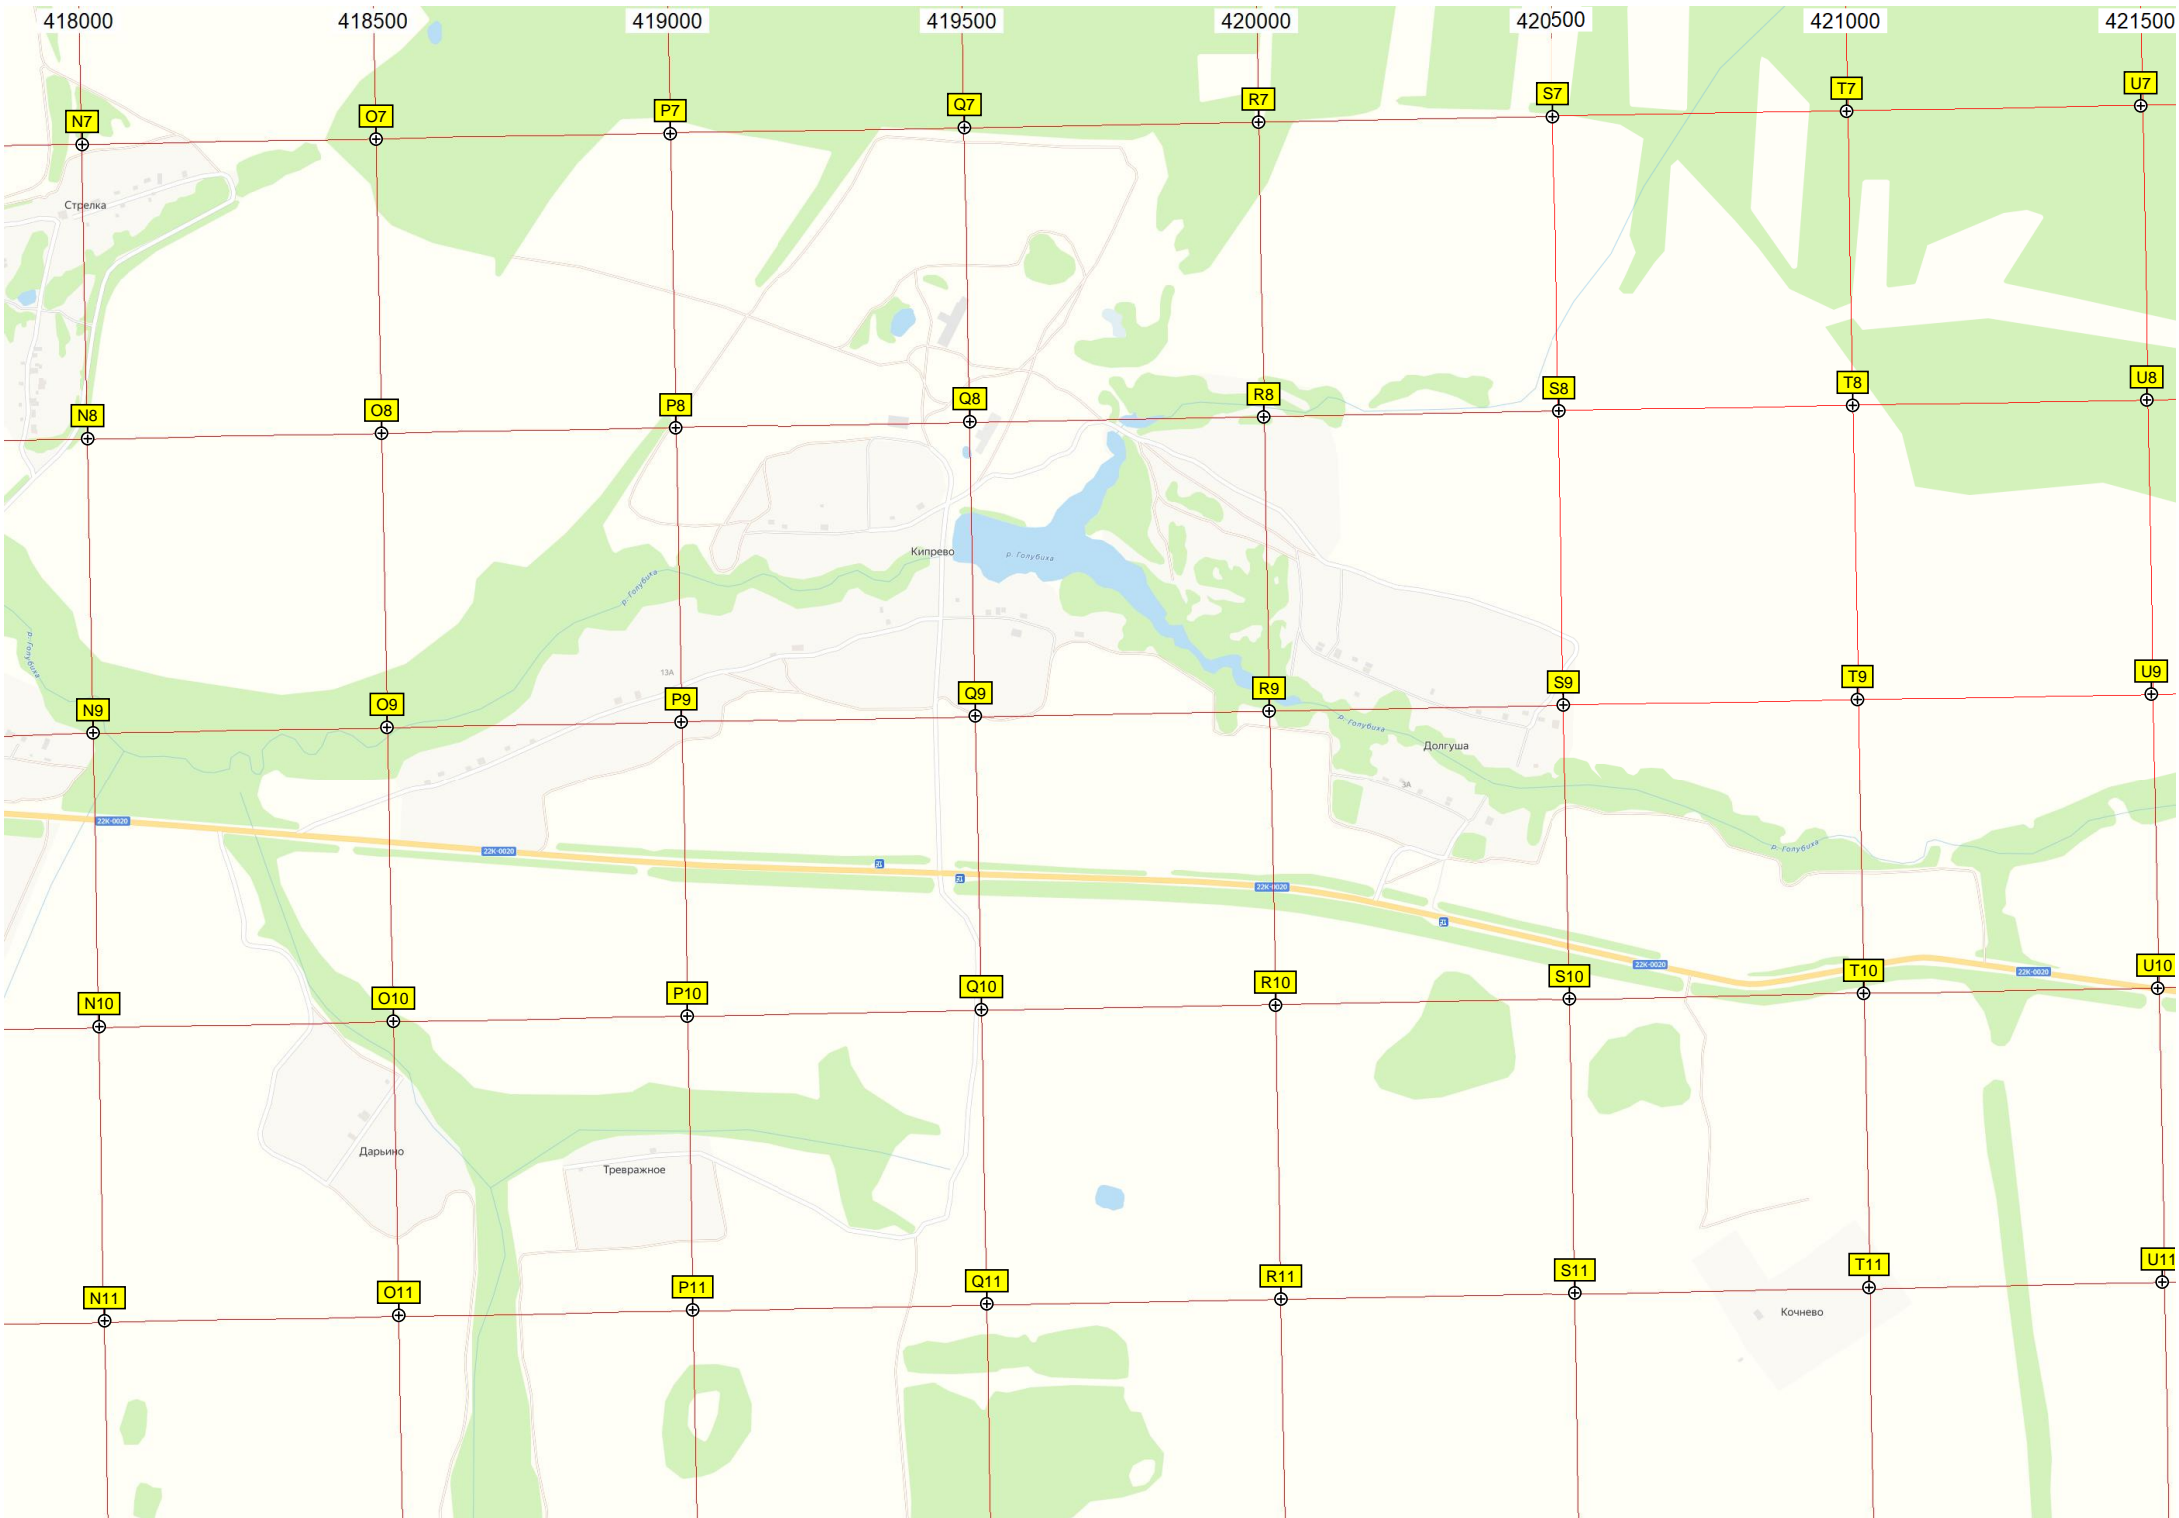 418000 418500 419000 419500 420000 420500 421000 421500
N7 O7 P7 Q7 R7 S7 T7 U7
Стрелка
N8 O8 P8 Q8 R8 S8 T8 U8
Кипрево
р. Голубиха
р. Голубиха
р. Голубиха
13А
N9 O9 P9 Q9 R9 S9 T9 U9
р. Голубиха
Долгуша
3А
22К-0020
22К-0020
р. Голубиха
22К-0020
22К-0020
22К-0020
N10 O10 P10 Q10 R10 S10 T10 U10
Дарьино
Тревражное
N11 O11 P11 Q11 R11 S11 T11 U11
Кочнево